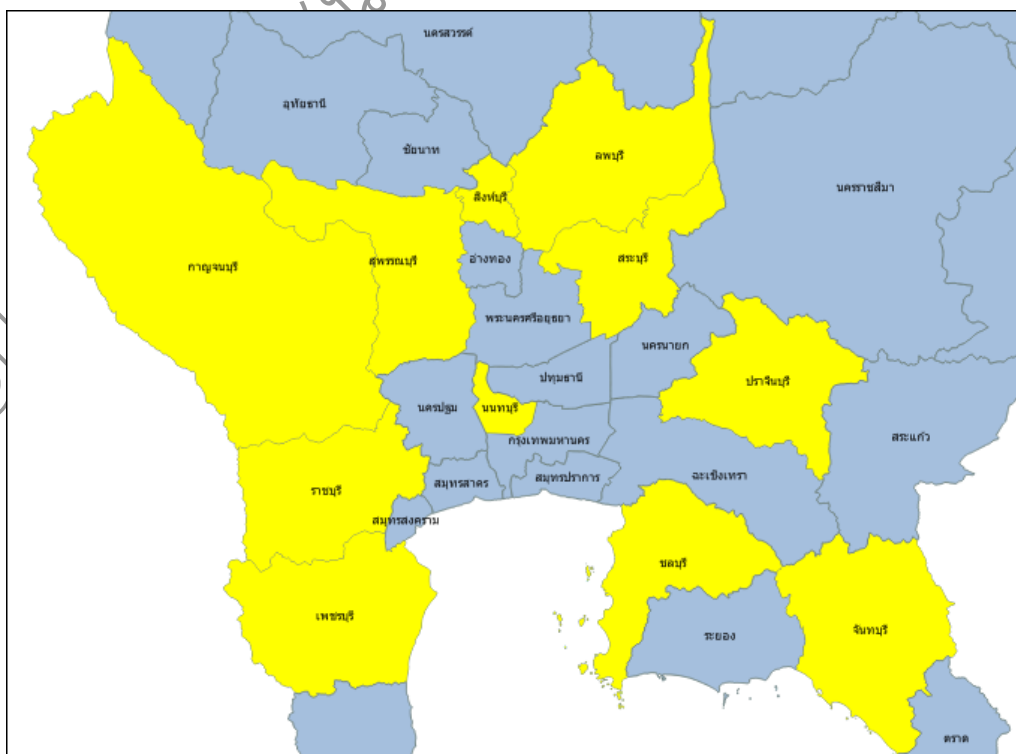 นครสวรรค์
อุทัยธานี
ชัยนาท
ลพบุรี
นครราชสีมา
สิงห์บุรี
อ่างทอง
สระบุรี
สุพรรณบุรี
กาญจนบุรี
พระนครศรีอยุธยา
นครนายก
ปทุมธานี
ปราจีนบุรี
นครปฐม
นนทบุรี
กรุงเทพมหานคร
สระแก้ว
ฉะเชิงเทรา
สมุทรปราการ
สมุทรสาคร
ราชบุรี
สมุทรสงคราม
ชลบุรี
เพชรบุรี
ระยอง
จันทบุรี
ตราด